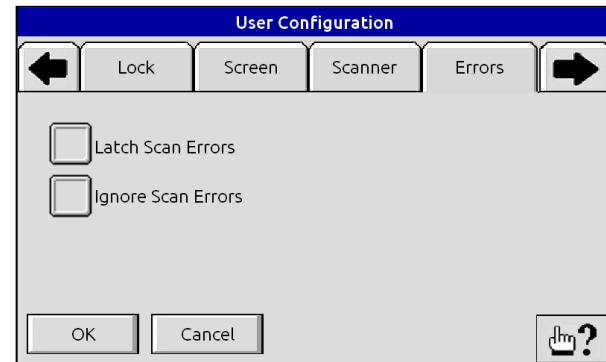 User Configuration
Lock Screen Scanner Errors
Latch Scan Errors
Ignore Scan Errors
OK Cancel ?